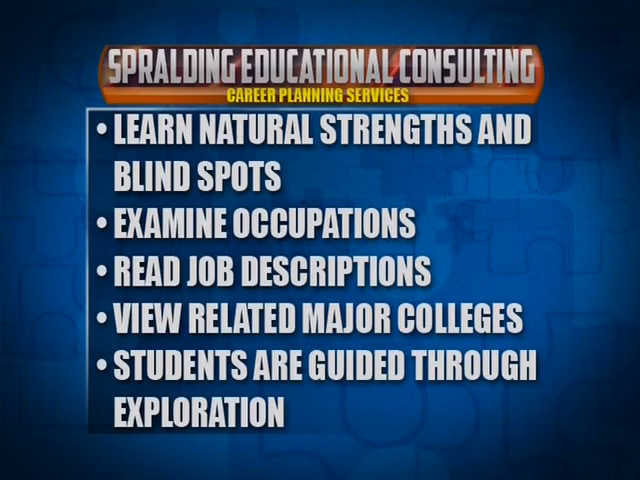 SPRALDING EDUCATIONAL CONSULTING
CAREER PLANNING SERVICES
• LEARN NATURAL STRENGTHS AND
BLIND SPOTS
• EXAMINE OCCUPATIONS
• READ JOB DESCRIPTIONS
• VIEW RELATED MAJOR COLLEGES
• STUDENTS ARE GUIDED THROUGH
EXPLORATION